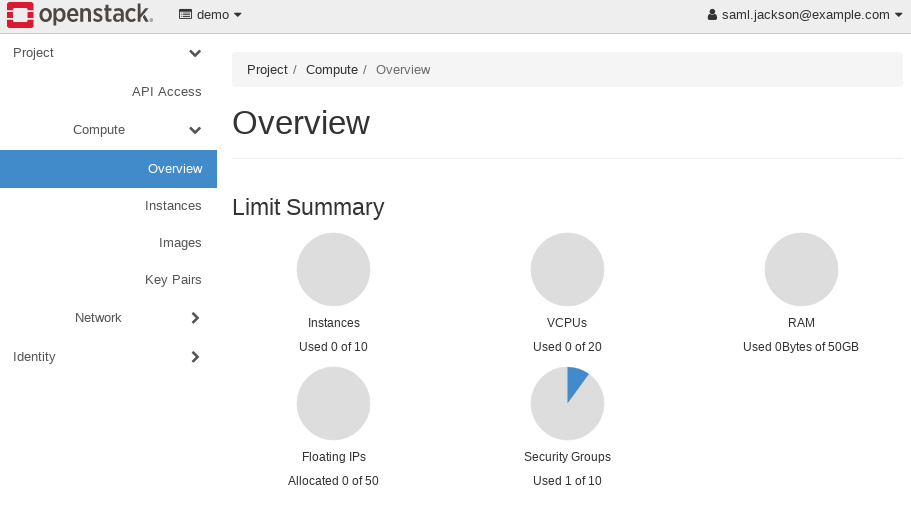 openstack. demo saml.jackson@example.com
Project
API Access
Compute
Overview
Instances
Images
Key Pairs
Network
Identity
Project / Compute / Overview
Overview
Limit Summary
Instances
Used 0 of 10
VCPUs
Used 0 of 20
RAM
Used 0Bytes of 50GB
Floating IPs
Allocated 0 of 50
Security Groups
Used 1 of 10